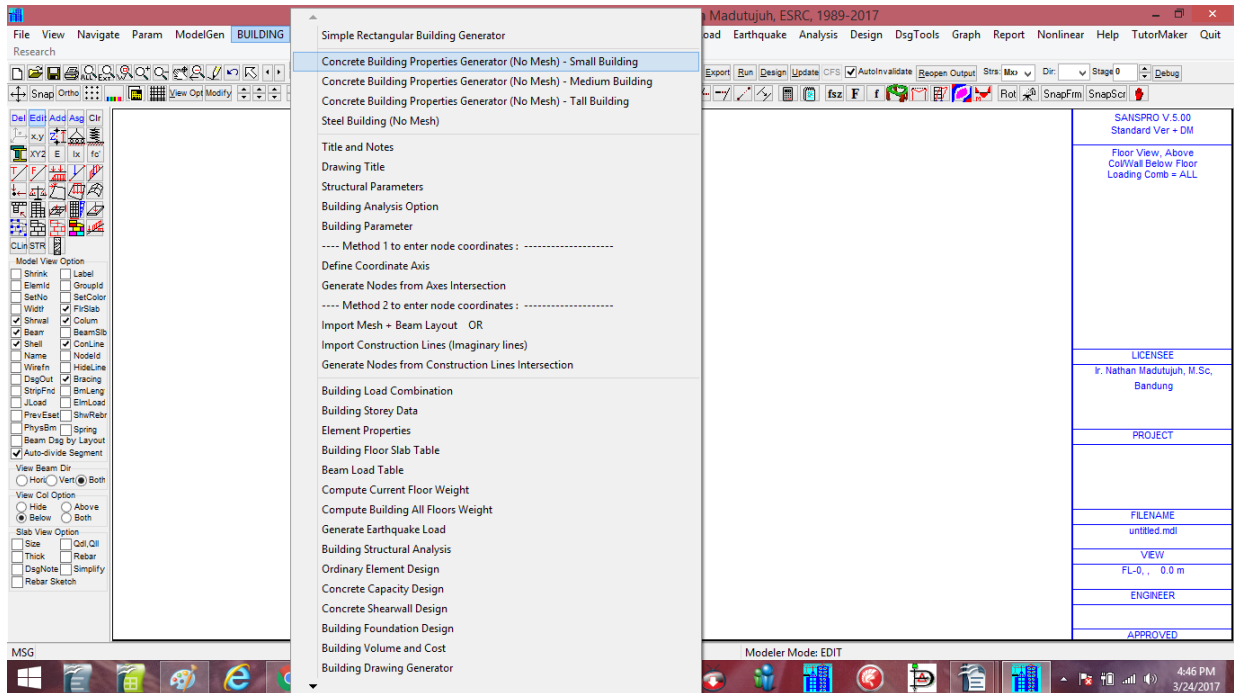 a Madutujuh, ESRC, 1989-2017
File View Navigate Param ModelGen BUILDING
oad Earthquake Analysis Design DsgTools Graph Report Nonlinear Help TutorMaker Quit
Research
Simple Rectangular Building Generator
Concrete Building Properties Generator (No Mesh) - Small Building
Concrete Building Properties Generator (No Mesh) - Medium Building
Concrete Building Properties Generator (No Mesh) - Tall Building
Steel Building (No Mesh)
Title and Notes
Drawing Title
Structural Parameters
Building Analysis Option
Building Parameter
---- Method 1 to enter node coordinates : --------------------
Define Coordinate Axis
Generate Nodes from Axes Intersection
---- Method 2 to enter node coordinates : --------------------
Import Mesh + Beam Layout OR
Import Construction Lines (Imaginary lines)
Generate Nodes from Construction Lines Intersection
Building Load Combination
Building Storey Data
Element Properties
Building Floor Slab Table
Beam Load Table
Compute Current Floor Weight
Compute Building All Floors Weight
Generate Earthquake Load
Building Structural Analysis
Ordinary Element Design
Concrete Capacity Design
Concrete Shearwall Design
Building Foundation Design
Building Volume and Cost
Building Drawing Generator
Export Run Design Update CFS AutoInvalidate Reopen Output Strs: Mxo Dir: Stage 0 Debug
Snap Ortho View Opt Modify
fsz F f Rot SnapFrm SnapScr
Del Edit Add Asg Clr
x.y
XYZ E Ix fc'
CLin STR
Model View Option
Shrink Label
ElemId GroupId
SetNo SetColor
Width FlrSlab
Shrwal Colum
Bearr BeamSlb
Shell ConLine
Name NodeId
Wirefn HideLine
DsgOut Bracing
StripFnd BmLeng
JLoad ElmLoad
PrevEset ShwRebr
PhysBm Spring
Beam Dsg by Layout
Auto-divide Segment
View Beam Dir
Hori Vert Both
View Col Option
Hide Above
Below Both
Slab View Option
Size Qdl,Qll
Thick Rebar
DsgNote Simplify
Rebar Sketch
SANSPRO V.5.00
Standard Ver + DM
Floor View, Above
Col/Wall Below Floor
Loading Comb = ALL
LICENSEE
Ir. Nathan Madutujuh, M.Sc,
Bandung
PROJECT
FILENAME
untitled.mdl
VIEW
FL-0, , 0.0 m
ENGINEER
APPROVED
MSG
Modeler Mode: EDIT
4:46 PM
3/24/2017